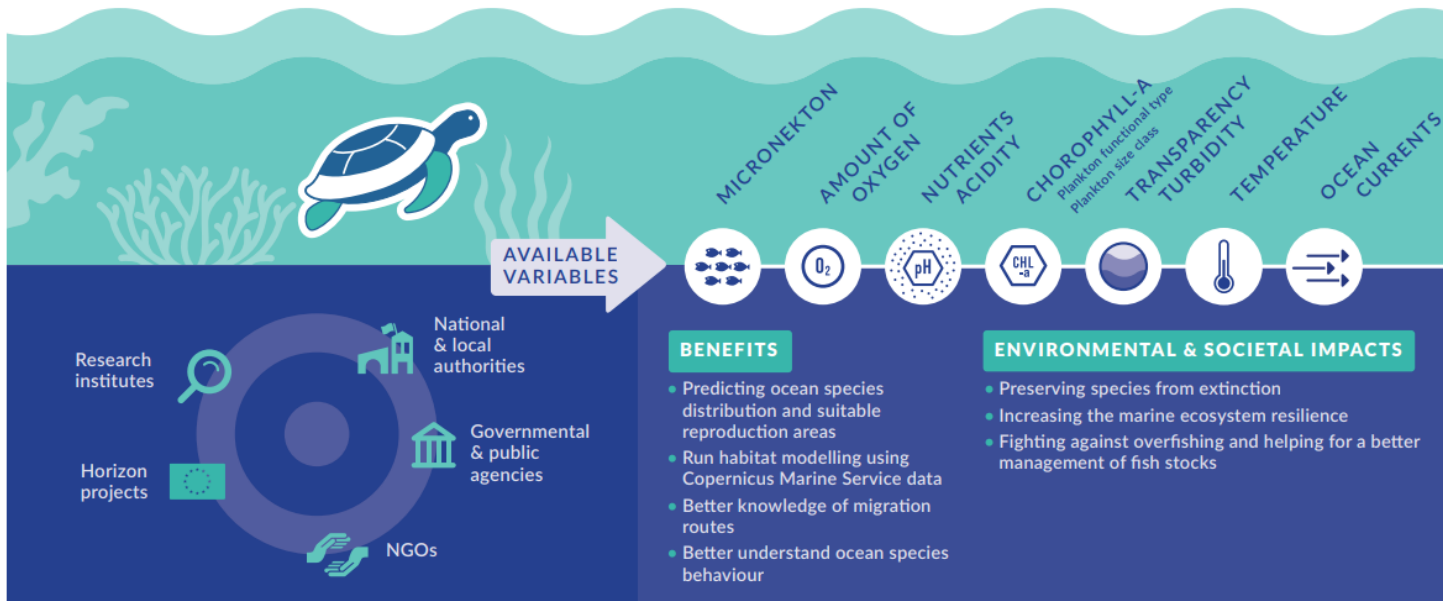 MICRONEKTON
AMOUNT OF
OXYGEN
NUTRIENTS
ACIDITY
CHOROPHYLL-A
Plankton functional type
Plankton size class
TRANSPARENCY
TURBIDITY
TEMPERATURE
OCEAN
CURRENTS
AVAILABLE
VARIABLES
O2
pH
CHL
-a
National
& local
authorities
Research
institutes
Governmental
& public
agencies
Horizon
projects
NGOs
BENEFITS
• Predicting ocean species
distribution and suitable
reproduction areas
• Run habitat modelling using
Copernicus Marine Service data
• Better knowledge of migration
routes
• Better understand ocean species
behaviour
ENVIRONMENTAL & SOCIETAL IMPACTS
• Preserving species from extinction
• Increasing the marine ecosystem resilience
• Fighting against overfishing and helping for a better
management of fish stocks